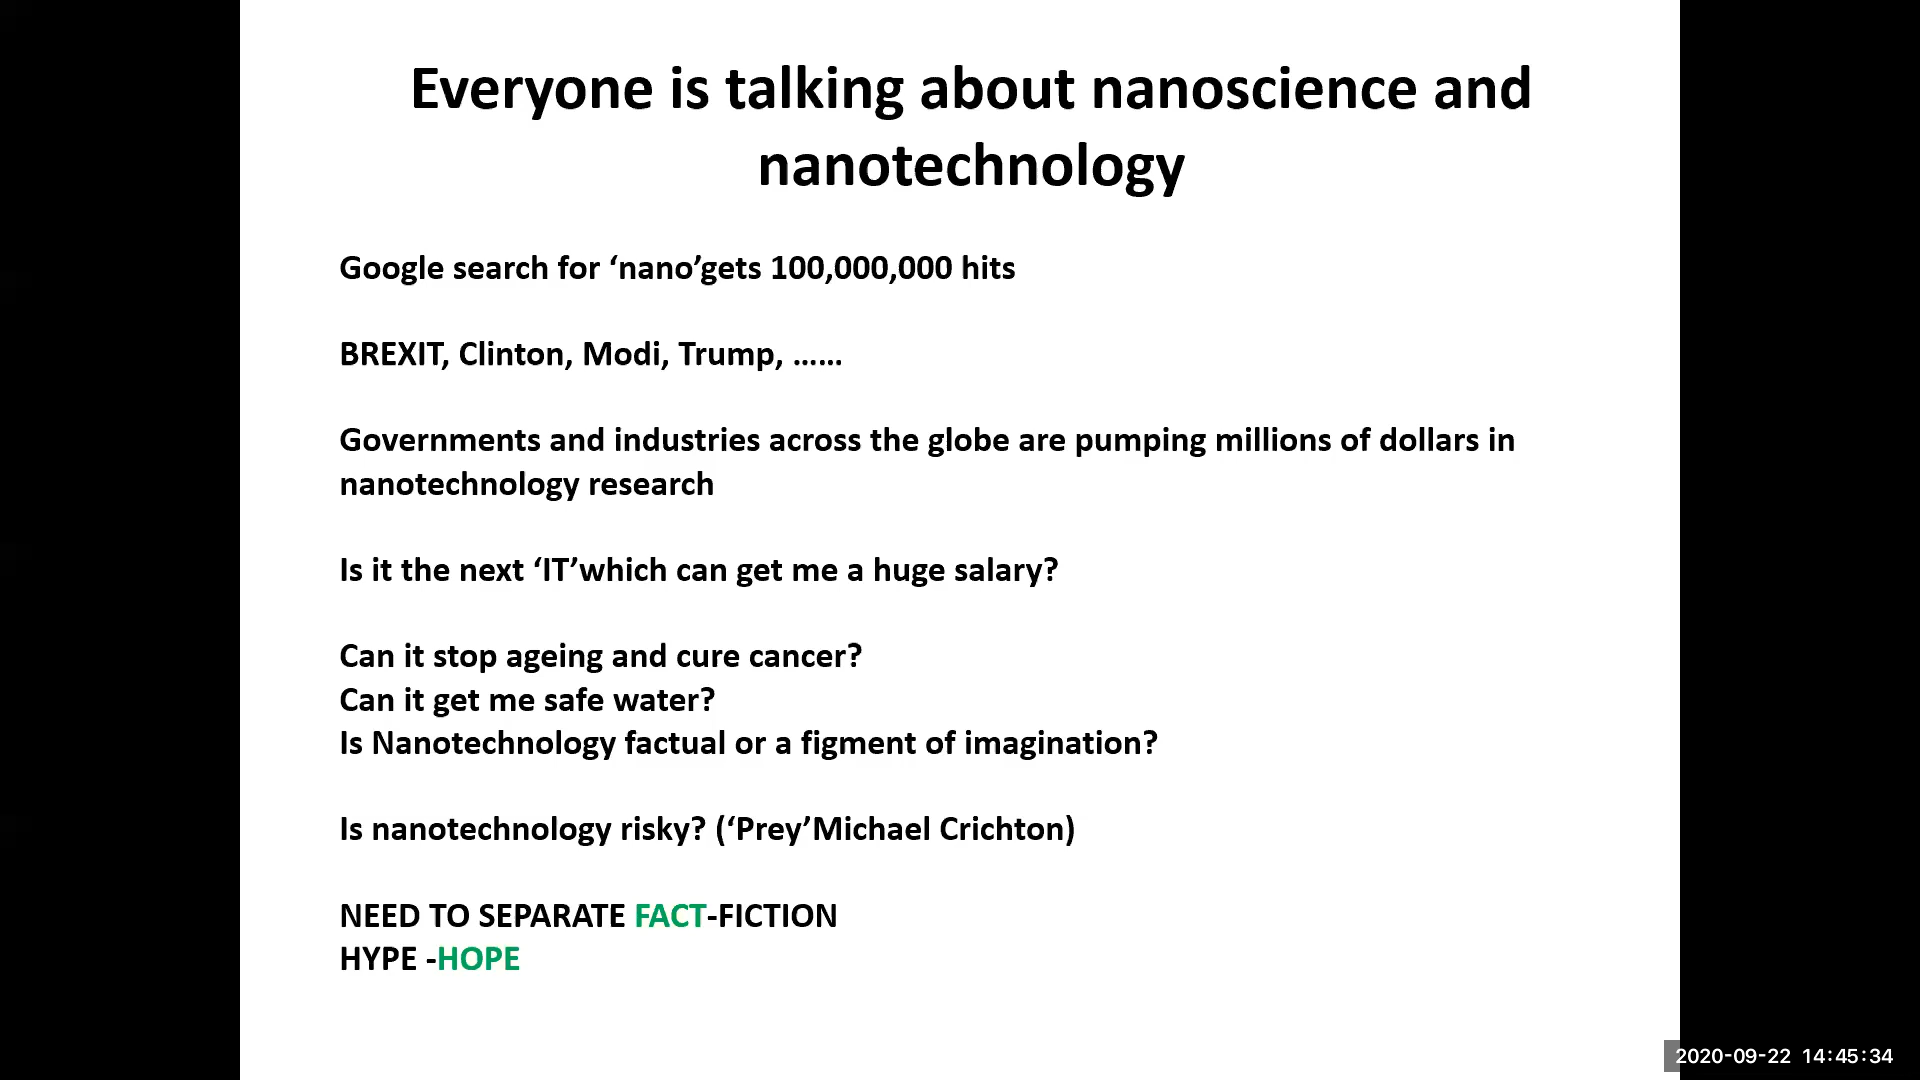 Everyone is talking about nanoscience and
nanotechnology
Google search for ‘nano’gets 100,000,000 hits
BREXIT, Clinton, Modi, Trump, ......
Governments and industries across the globe are pumping millions of dollars in
nanotechnology research
Is it the next ‘IT’which can get me a huge salary?
Can it stop ageing and cure cancer?
Can it get me safe water?
Is Nanotechnology factual or a figment of imagination?
Is nanotechnology risky? (‘Prey’Michael Crichton)
NEED TO SEPARATE FACT-FICTION
HYPE -HOPE
2020-09-22 14:45:34